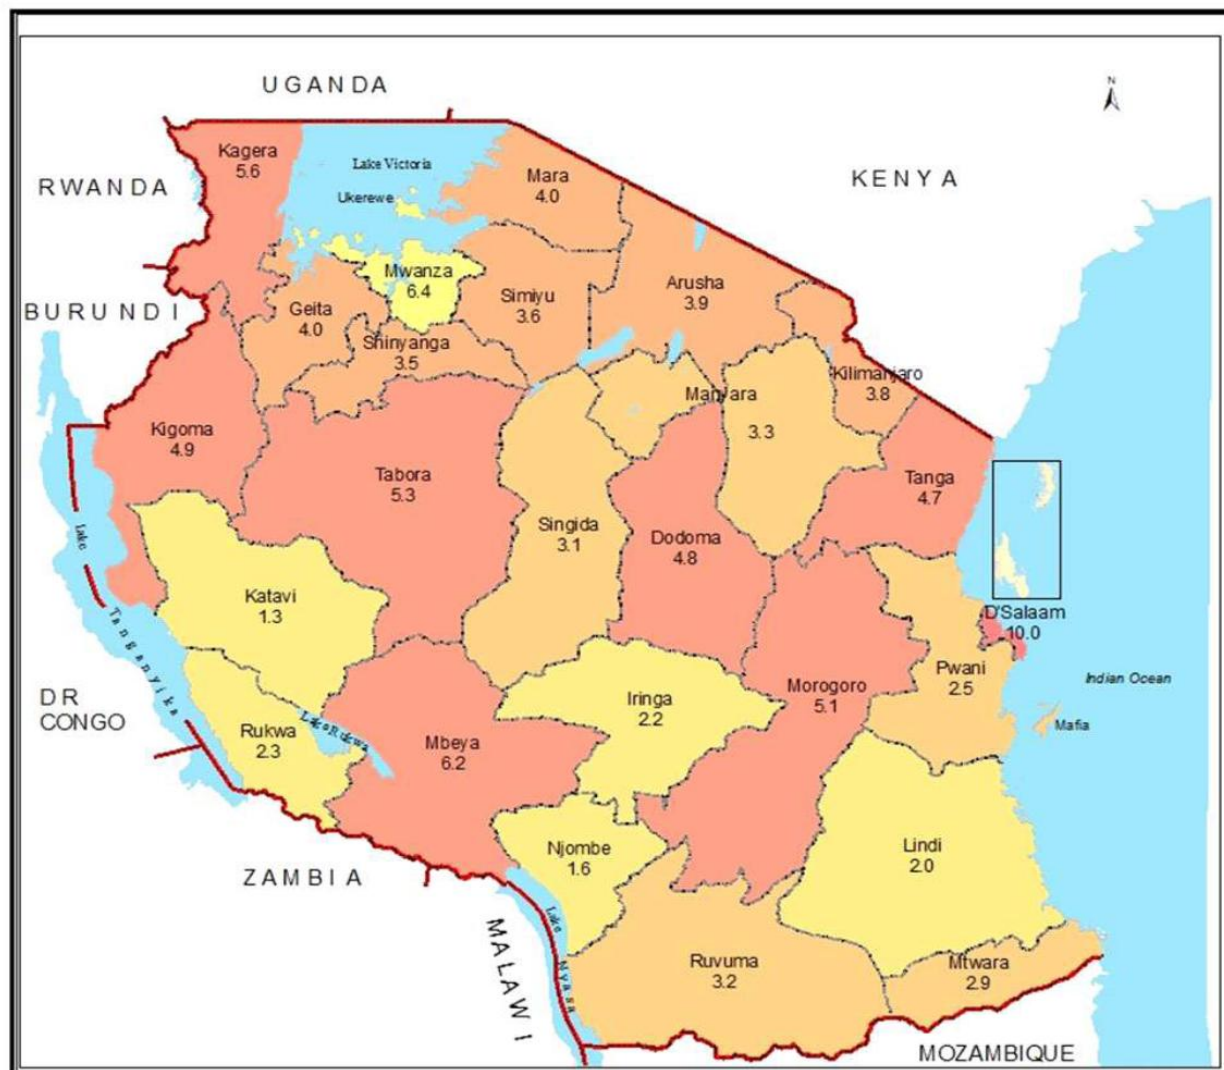 UGANDA
N
Kagera
5.6
Lake Victoria
Ukerewe
Mara
4.0
RWANDA
KENYA
Mwanza
6.4
Simiyu
3.6
Arusha
3.9
BURUNDI
Geita
4.0
Shinyanga
3.5
Kilimanjaro
3.8
Manyara
3.3
Kigoma
4.9
Tabora
5.3
Tanga
4.7
Singida
3.1
Dodoma
4.8
Lake Tanganyika
Katavi
1.3
D'Salaam
10.0
Pwani
2.5
Indian Ocean
DR
CONGO
Iringa
2.2
Morogoro
5.1
Mafia
Rukwa
2.3
Lake Rukwa
Mbeya
6.2
Njombe
1.6
Lindi
2.0
ZAMBIA
MALAWI
Lake Nyasa
Ruvuma
3.2
Mtwara
2.9
MOZAMBIQUE